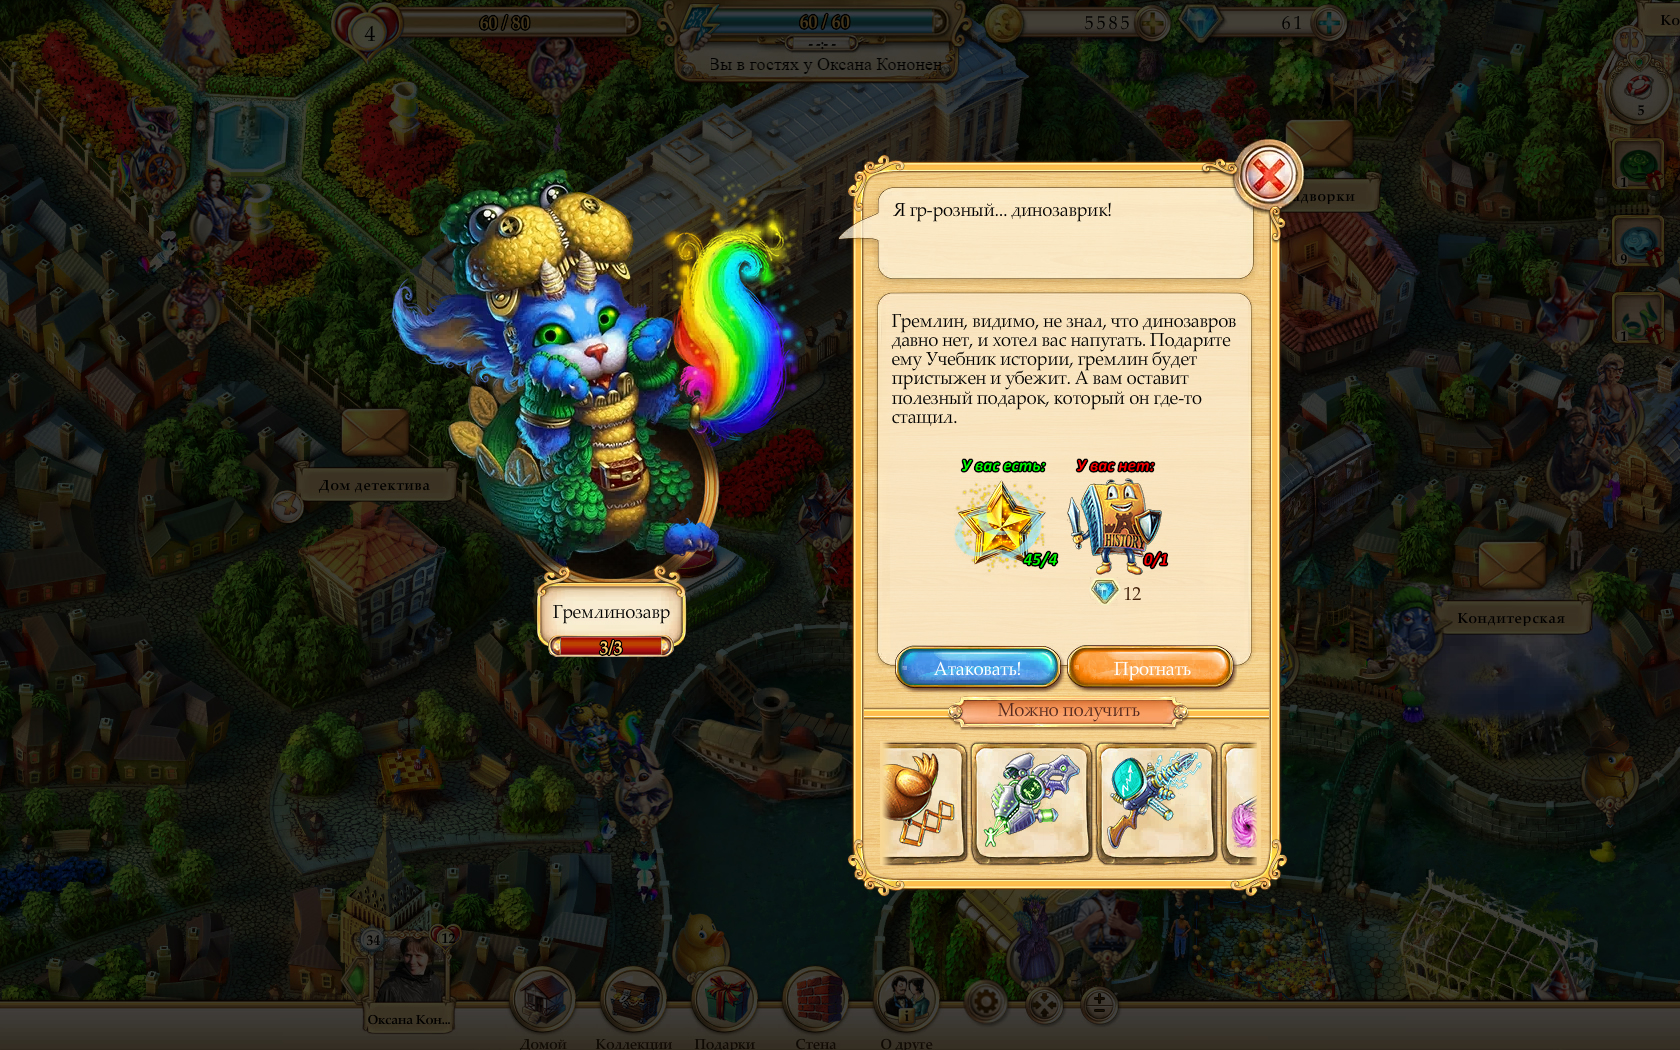 4
60 / 80
60 / 60
--:--
5585
61
Вы в гостях у Оксана Кононен
5
Я гр-розный... динозаврик!
Гремлин, видимо, не знал, что динозавров
давно нет, и хотел вас напугать. Подарите
ему Учебник истории, гремлин будет
пристыжен и убежит. А вам оставит
полезный подарок, который он где-то
стащил.
У вас есть:
У вас нет:
HISTORY
45/4
0/1
12
Атаковать!
Прогнать
Можно получить
Дом детектива
Гремлинозавр
3/3
Кондитерская
1
9
34
12
Оксана Кон...
Домой
Коллекции
Подарки
Стена
О друге